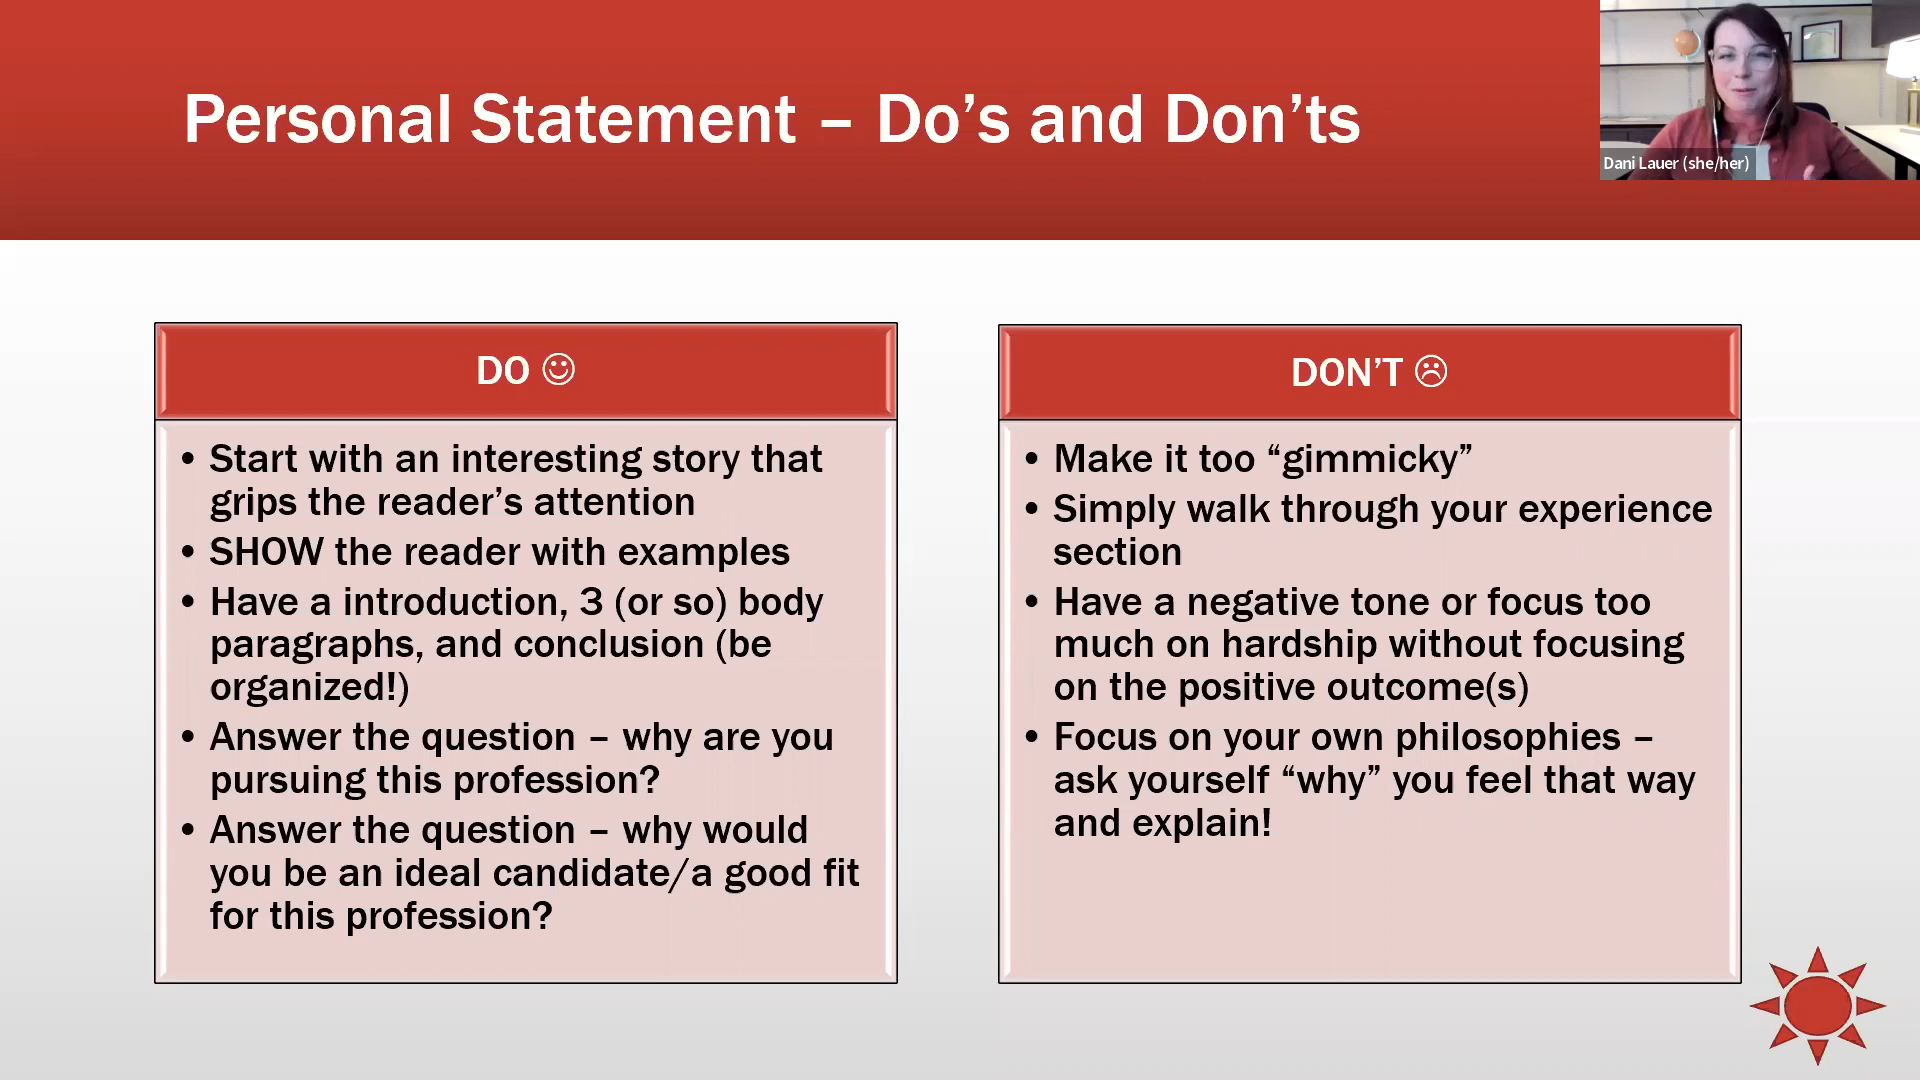 Personal Statement – Do’s and Don’ts
Dani Lauer (she/her)
DO ☺
• Start with an interesting story that
grips the reader’s attention
• SHOW the reader with examples
• Have a introduction, 3 (or so) body
paragraphs, and conclusion (be
organized!)
• Answer the question – why are you
pursuing this profession?
• Answer the question – why would
you be an ideal candidate/a good fit
for this profession?
DON’T ☹
• Make it too “gimmicky”
• Simply walk through your experience
section
• Have a negative tone or focus too
much on hardship without focusing
on the positive outcome(s)
• Focus on your own philosophies –
ask yourself “why” you feel that way
and explain!